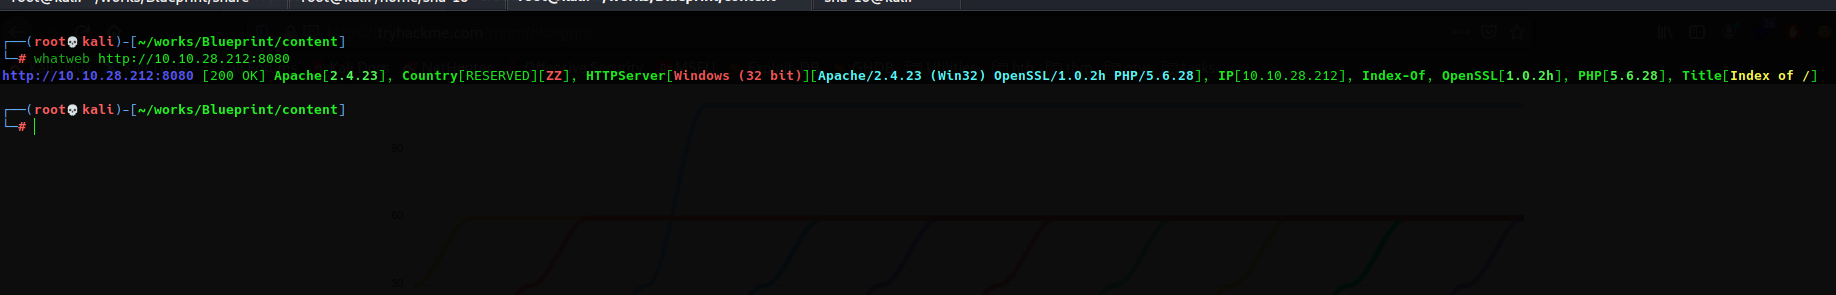 ┌──(root💀kali)-[~/works/Blueprint/content]
└─# whatweb http://10.10.28.212:8080
http://10.10.28.212:8080 [200 OK] Apache[2.4.23], Country[RESERVED][ZZ], HTTPServer[Windows (32 bit)][Apache/2.4.23 (Win32) OpenSSL/1.0.2h PHP/5.6.28], IP[10.10.28.212], Index-Of, OpenSSL[1.0.2h], PHP[5.6.28], Title[Index of /]
┌──(root💀kali)-[~/works/Blueprint/content]
└─#
90
60
30